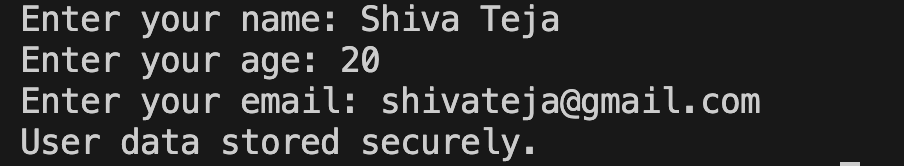 Enter your name: Shiva Teja
Enter your age: 20
Enter your email: shivateja@gmail.com
User data stored securely.